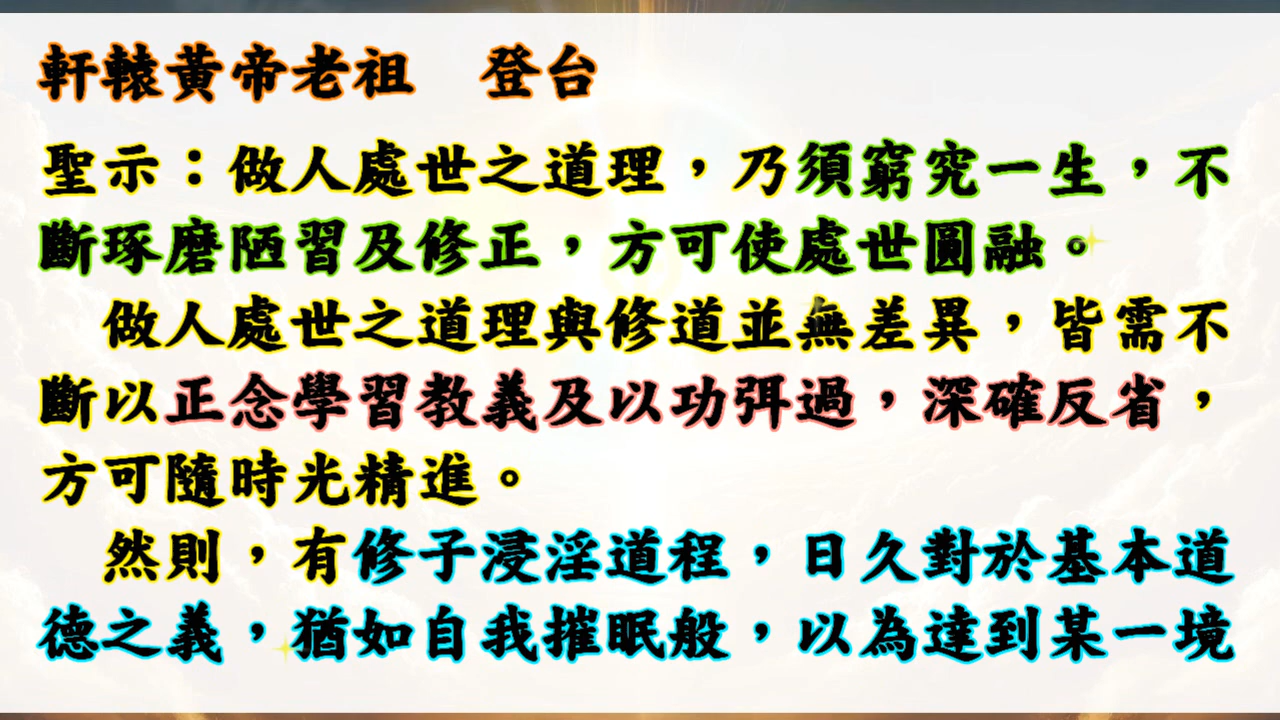 軒轅黃帝老祖　登台
聖示：做人處世之道理，乃須窮究一生，不
斷琢磨陋習及修正，方可使處世圓融。
　做人處世之道理與修道並無差異，皆需不
斷以正念學習教義及以功弭過，深確反省，
方可隨時光精進。
　然則，有修子浸淫道程，日久對於基本道
德之義，猶如自我摧眠般，以為達到某一境